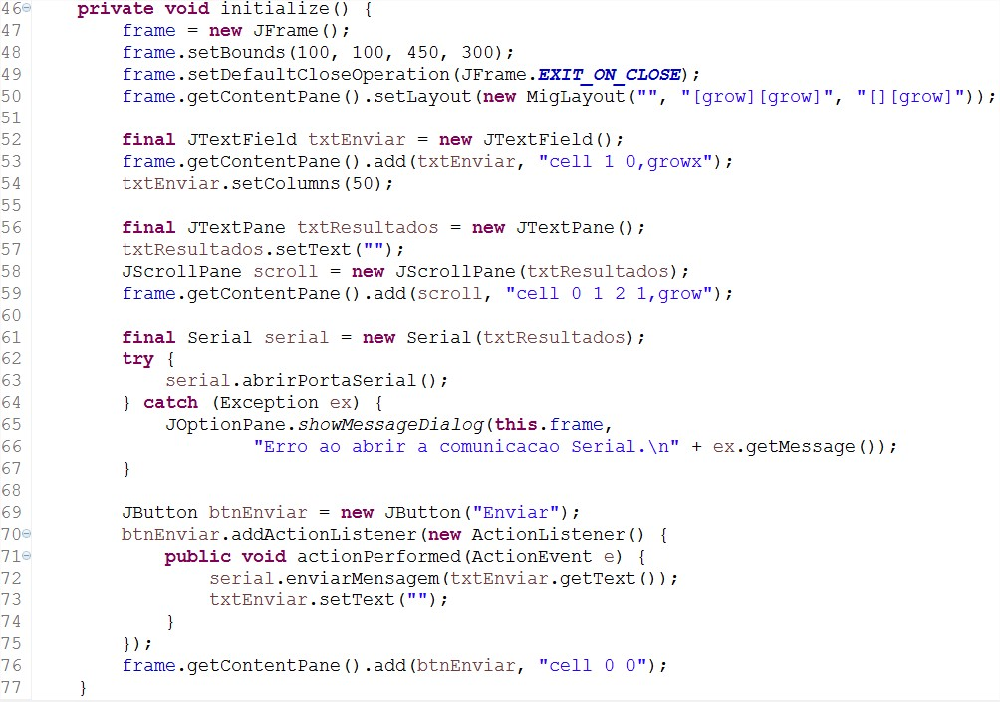 46 private void initialize() {
47 frame = new JFrame();
48 frame.setBounds(100, 100, 450, 300);
49 frame.setDefaultCloseOperation(JFrame.EXIT_ON_CLOSE);
50 frame.getContentPane().setLayout(new MigLayout("", "[grow][grow]", "[][grow]"));
51
52 final JTextField txtEnviar = new JTextField();
53 frame.getContentPane().add(txtEnviar, "cell 1 0,growx");
54 txtEnviar.setColumns(50);
55
56 final JTextPane txtResultados = new JTextPane();
57 txtResultados.setText("");
58 JScrollPane scroll = new JScrollPane(txtResultados);
59 frame.getContentPane().add(scroll, "cell 0 1 2 1,grow");
60
61 final Serial serial = new Serial(txtResultados);
62 try {
63 serial.abrirPortaSerial();
64 } catch (Exception ex) {
65 JOptionPane.showMessageDialog(this.frame,
66 "Erro ao abrir a comunicacao Serial.\n" + ex.getMessage());
67 }
68
69 JButton btnEnviar = new JButton("Enviar");
70 btnEnviar.addActionListener(new ActionListener() {
71 public void actionPerformed(ActionEvent e) {
72 serial.enviarMensagem(txtEnviar.getText());
73 txtEnviar.setText("");
74 }
75 });
76 frame.getContentPane().add(btnEnviar, "cell 0 0");
77 }